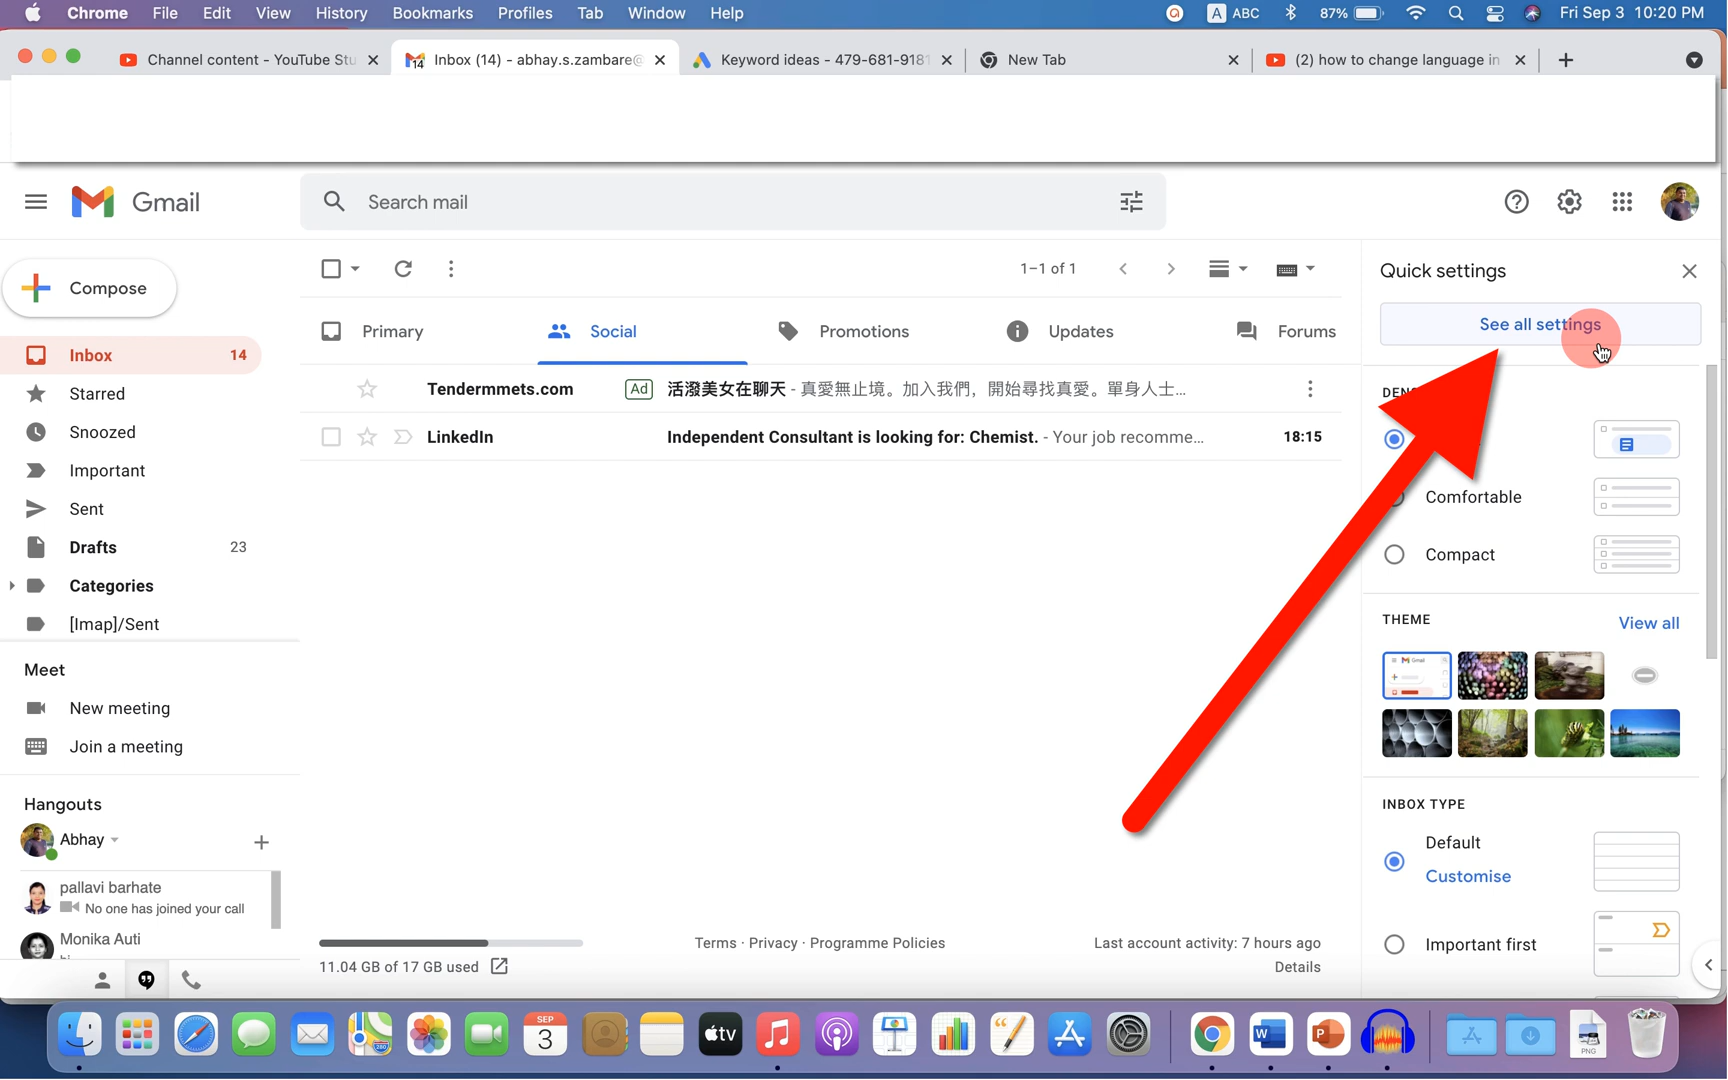 Chrome File Edit View History Bookmarks Profiles Tab Window Help
A ABC 87% Fri Sep 3 10:20 PM
Channel content - YouTube Stu
14 Inbox (14) - abhay.s.zambare@
Keyword ideas - 479-681-9181
New Tab
(2) how to change language in
Gmail
Search mail
Compose
Inbox 14
Starred
Snoozed
Important
Sent
Drafts 23
Categories
[Imap]/Sent
Meet
New meeting
Join a meeting
Hangouts
Abhay
pallavi barhate
No one has joined your call
Monika Auti
1–1 of 1
Primary Social Promotions Updates Forums
Tendermmets.com Ad 活潑美女在聊天 - 真愛無止境。加入我們，開始尋找真愛。單身人士...
LinkedIn Independent Consultant is looking for: Chemist. - Your job recomme... 18:15
11.04 GB of 17 GB used
Terms · Privacy · Programme Policies
Last account activity: 7 hours ago
Details
Quick settings
See all settings
Comfortable
Compact
THEME View all
Gmail
INBOX TYPE
Default
Customise
Important first
SEP
3
280
tv
W
P
PNG